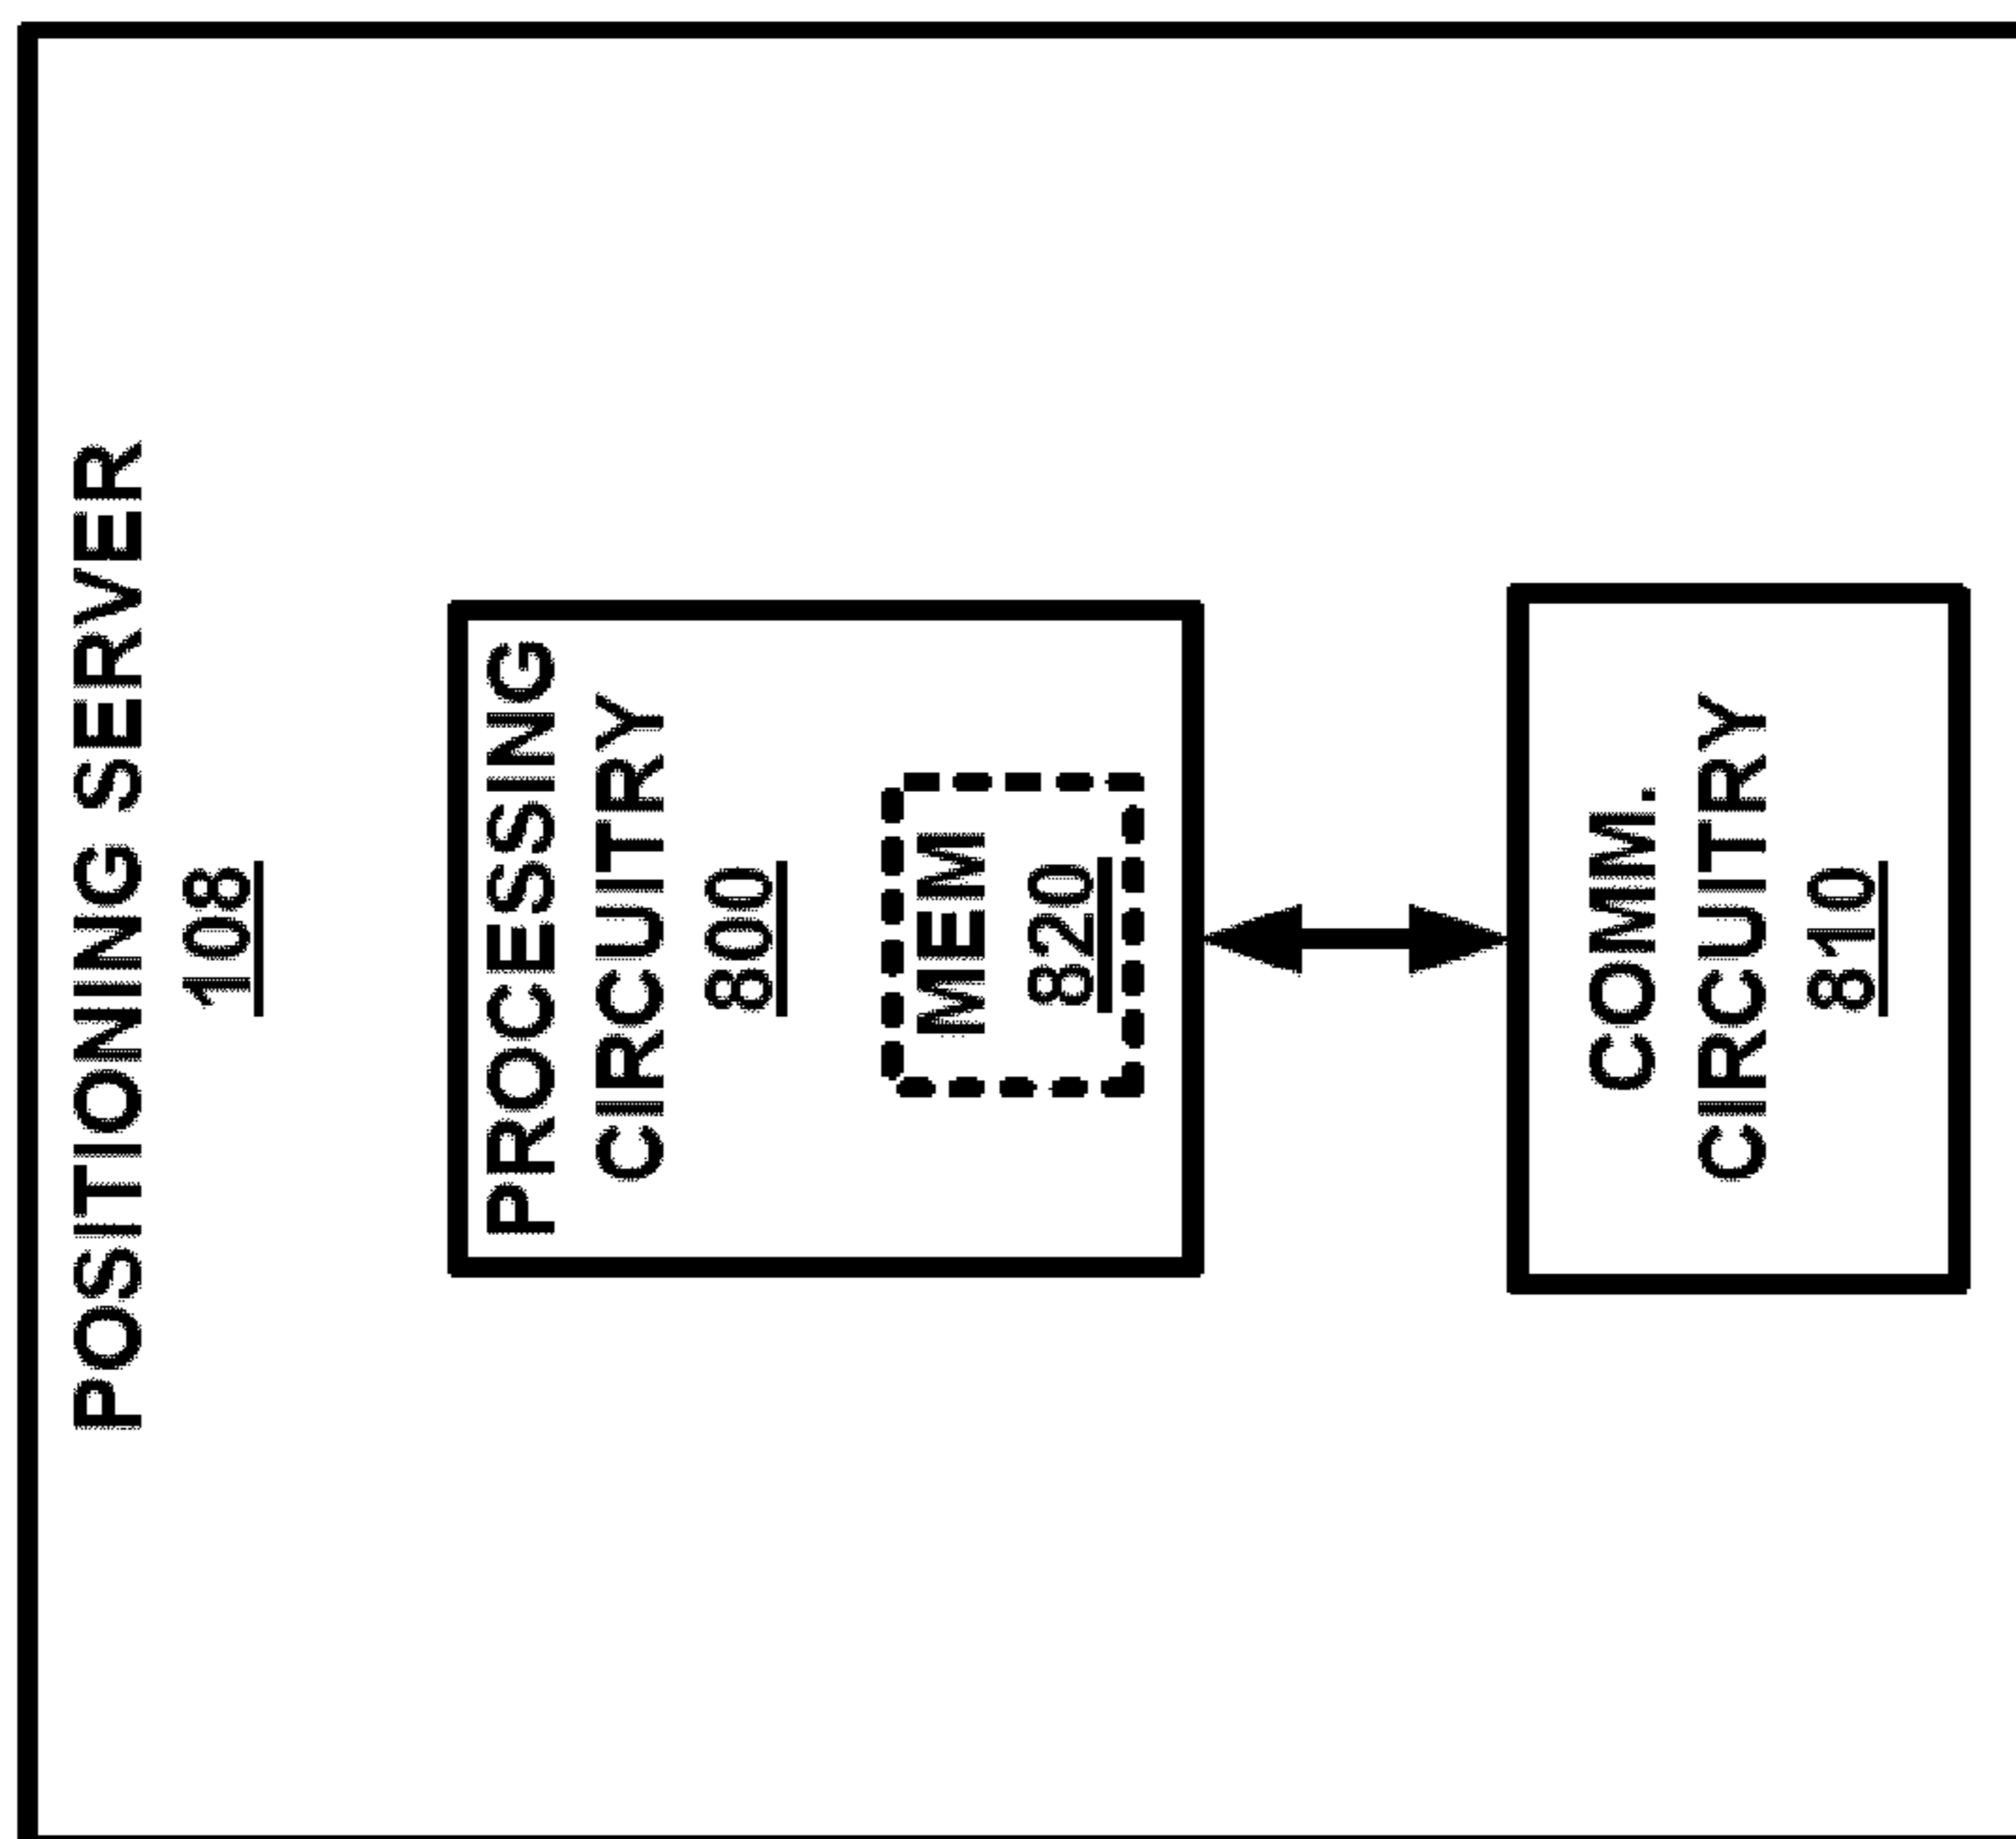 POSITIONING SERVER
108
PROCESSING
CIRCUITRY
800
MEM
820
COMM.
CIRCUITRY
810